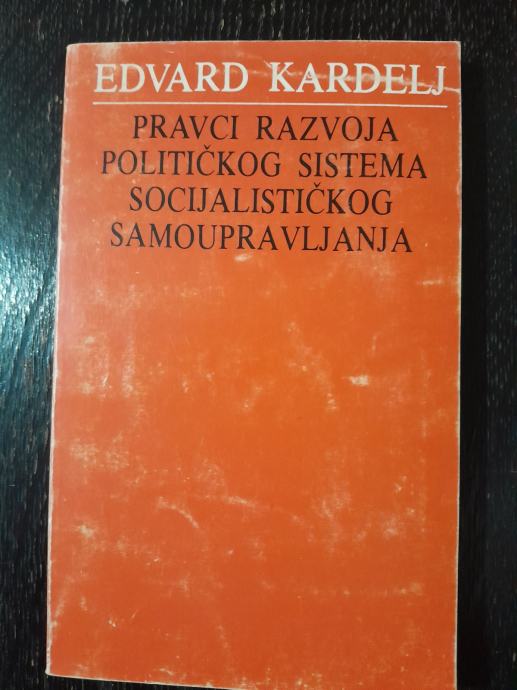 EDVARD KARDELJ
PRAVCI RAZVOJA
POLITIČKOG SISTEMA
SOCIJALISTIČKOG
SAMOUPRAVLJANJA